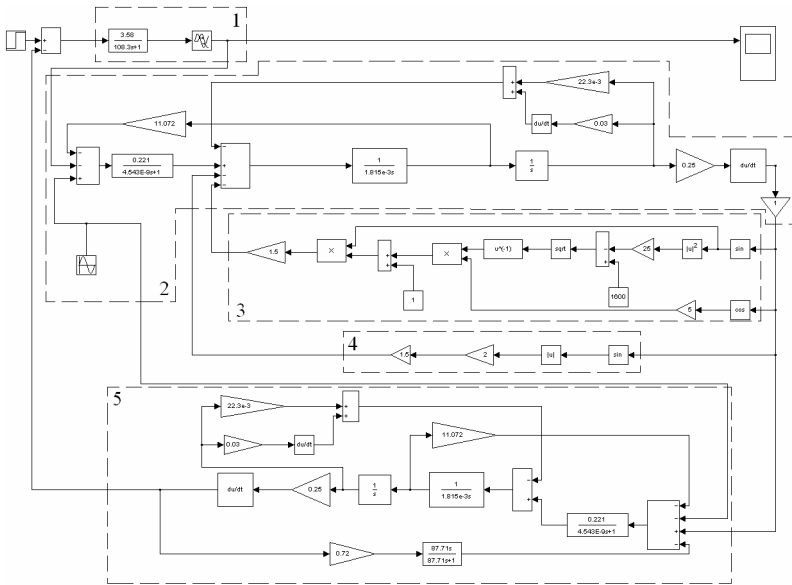 1
3.58
108.3s+1
+
−
22.3e-3
+
+
du/dt
0.03
11.072
−
−
+
0.221
4.543E-9s+1
−
+
−
−
1
1.815e-3s
1
s
0.25
du/dt
1
2
3
1.5
×
+
+
1
×
u^(-1)
sqrt
−
+
1600
25
|u|²
sin
5
cos
4
1.5
2
|u|
sin
5
22.3e-3
+
+
0.03
du/dt
11.072
du/dt
0.25
1
s
1
1.815e-3s
−
+
0.221
4.543E-9s+1
−
−
+
−
0.72
87.71s
87.71s+1